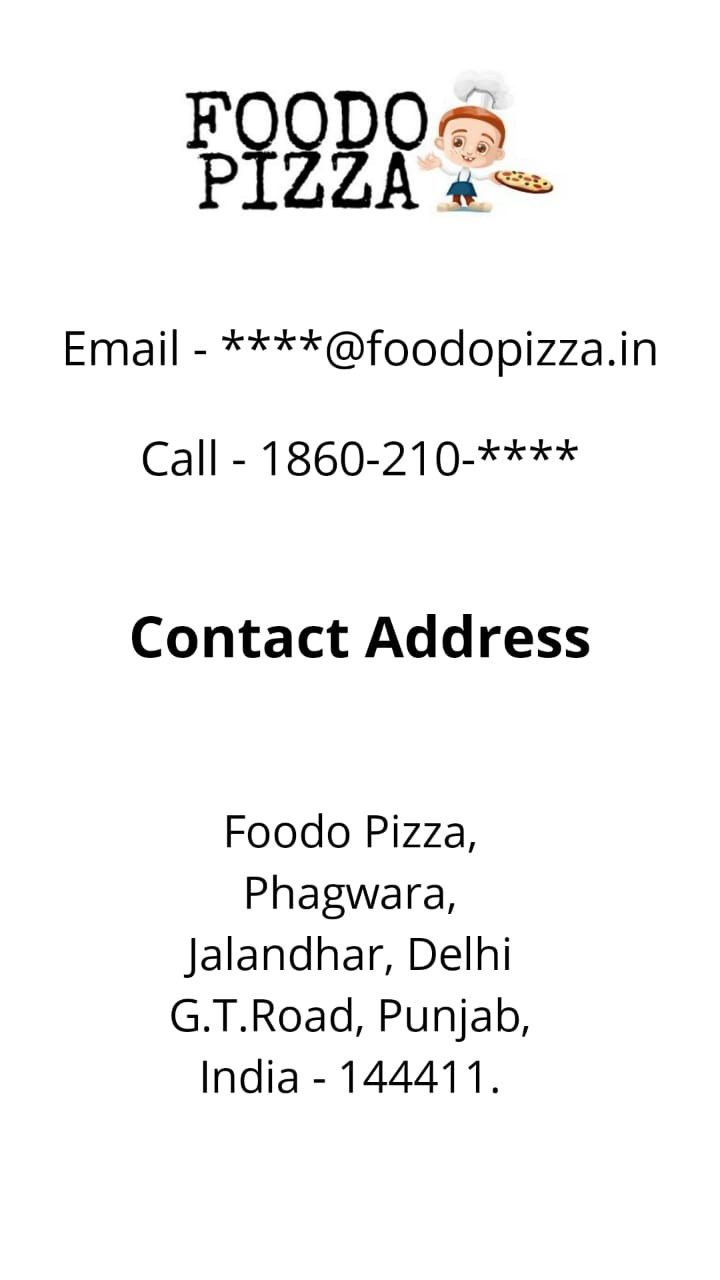 FOODO
PIZZA
Email - ****@foodopizza.in
Call - 1860-210-****
Contact Address
Foodo Pizza,
Phagwara,
Jalandhar, Delhi
G.T.Road, Punjab,
India - 144411.